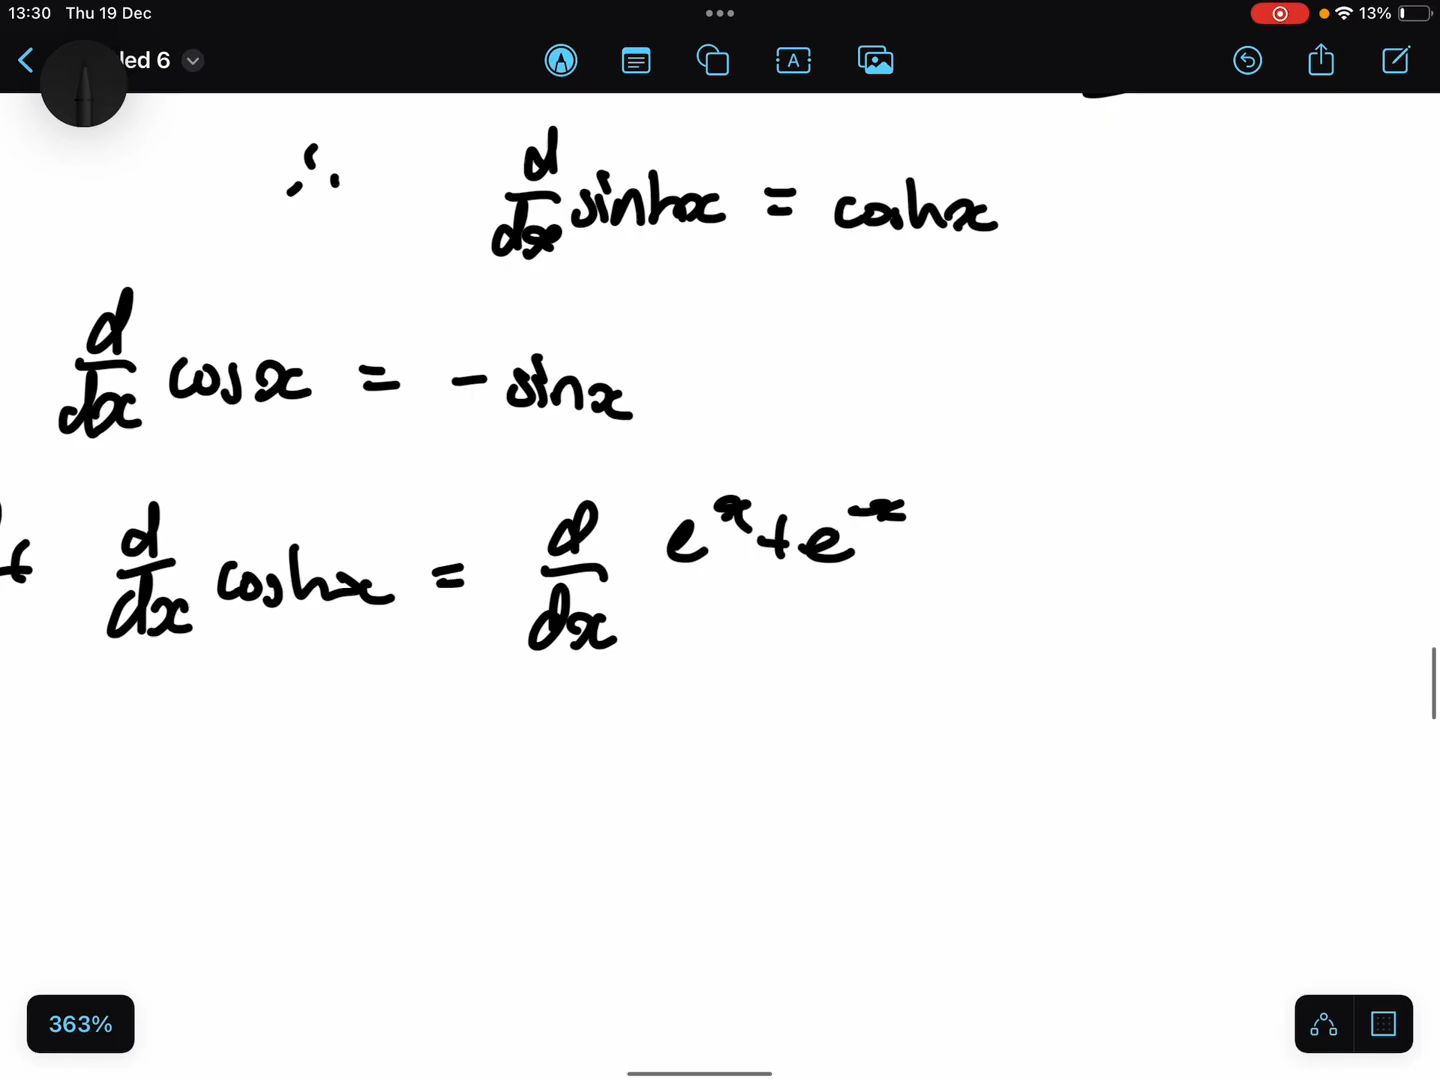 13:30 Thu 19 Dec 13%
led 6
∴ d/dx sinhx = coshx
d/dx cosx = - sinx
d/dx coshx = d/dx e^x + e^-x
363%